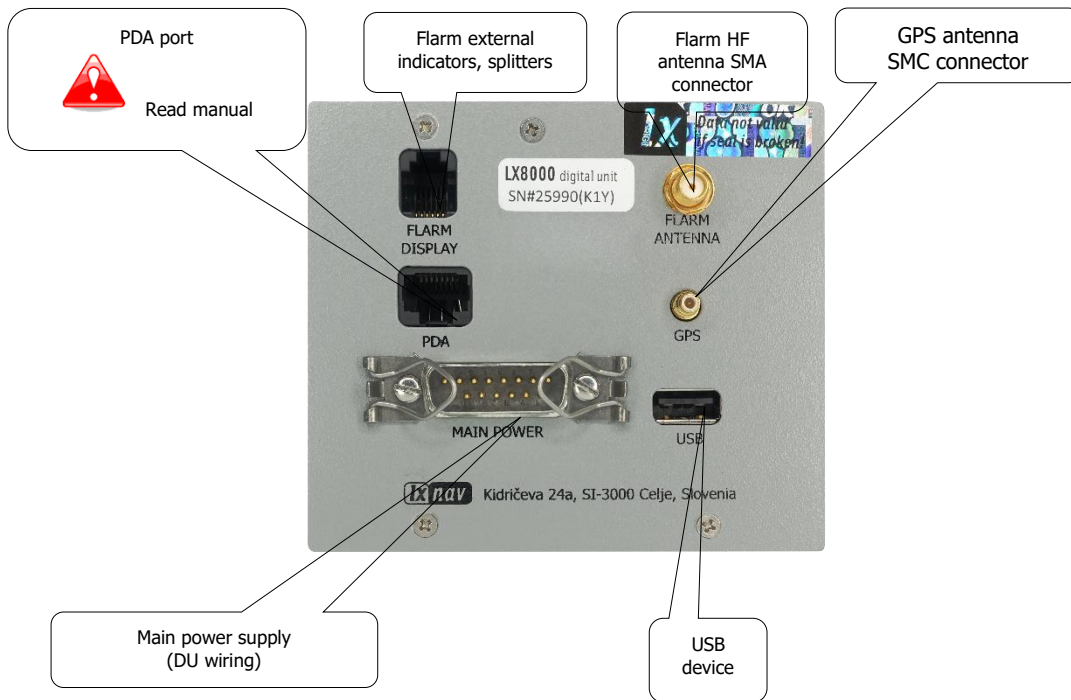 PDA port
Read manual
Flarm external
indicators, splitters
Flarm HF
antenna SMA
connector
GPS antenna
SMC connector
lx
Data not valid
if seal is broken!
LX8000 digital unit
SN#25990(K1Y)
FLARM
DISPLAY
FLARM
ANTENNA
PDA
GPS
MAIN POWER
USB
lx nav Kidričeva 24a, SI-3000 Celje, Slovenia
Main power supply
(DU wiring)
USB
device